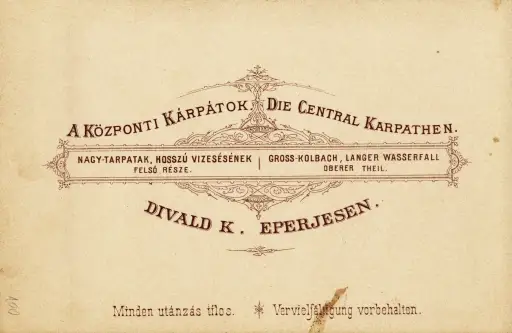 A KÖZPONTI KÁRPÁTOK. DIE CENTRAL KARPATHEN.
NAGY-TARPATAK, HOSSZÚ VIZESÉSÉNEK
FELSŐ RÉSZE.
GROSS-KOLBACH, LANGER WASSERFALL
OBERER THEIL.
DIVALD K. EPERJESEN.
Minden utánzás tilos. * Vervielfältigung vorbehalten.